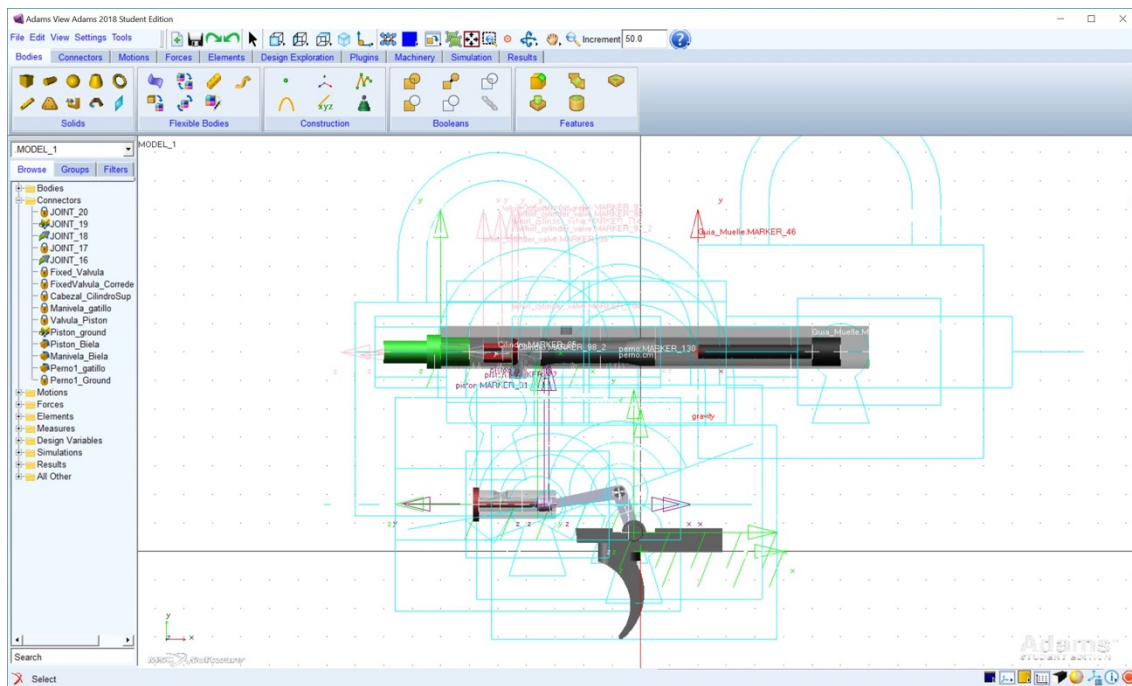 Adams View Adams 2018 Student Edition
File Edit View Settings Tools
Increment 50.0
Bodies Connectors Motions Forces Elements Design Exploration Plugins Machinery Simulation Results
Solids Flexible Bodies Construction Booleans Features
.MODEL_1
MODEL_1
Browse Groups Filters
Bodies
Connectors
JOINT_20
JOINT_19
JOINT_18
JOINT_17
JOINT_16
Fixed_Valvula
FixedValvula_Correde
Cabezal_CilindroSup
Manivela_gatillo
Valvula_Piston
Piston_ground
Piston_Biela
Manivela_Biela
Perno1_gatillo
Perno1_Ground
Motions
Forces
Elements
Measures
Design Variables
Simulations
Results
All Other
Guia_Muelle.MARKER_46
Guia_Muelle.M
perno.MARKER_130
perno.cm
piston.MARKER_31
gravity
Search
Adams
STUDENT EDITION
Select